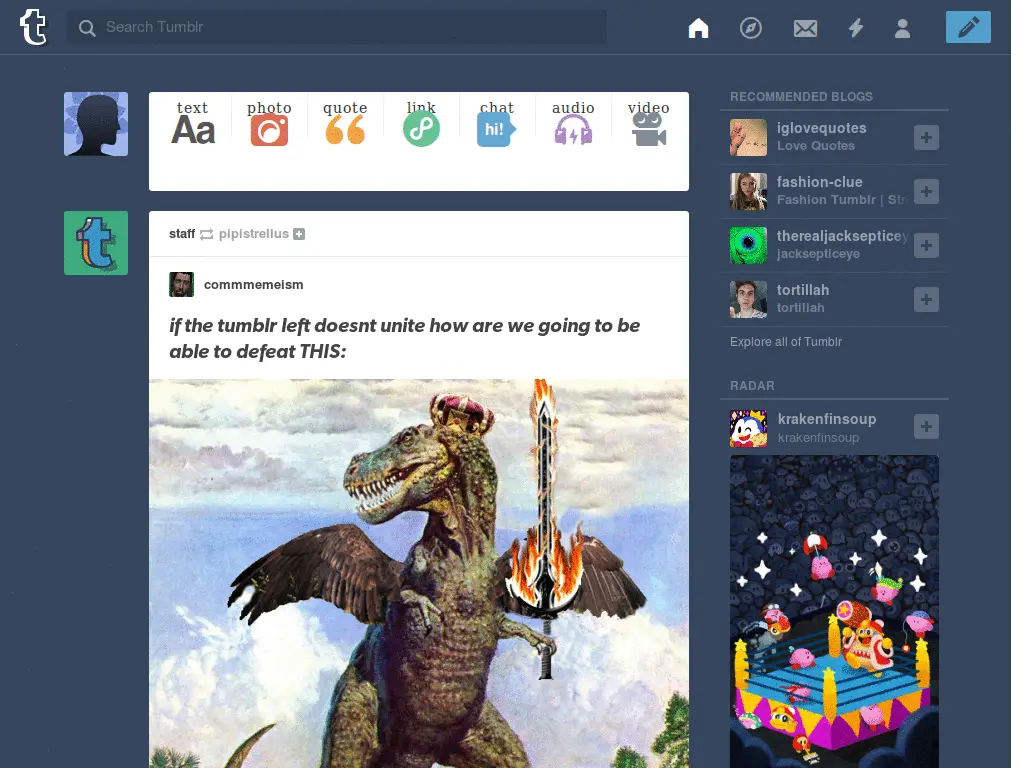 t
Search Tumblr
text photo quote link chat audio video
Aa hi!
t
staff pipistrellus
commmemeism
if the tumblr left doesnt unite how are we going to be
able to defeat THIS:
RECOMMENDED BLOGS
iglovequotes
Love Quotes
fashion-clue
Fashion Tumblr | Str
therealjacksepticey
jacksepticeye
tortillah
tortillah
Explore all of Tumblr
RADAR
krakenfinsoup
krakenfinsoup